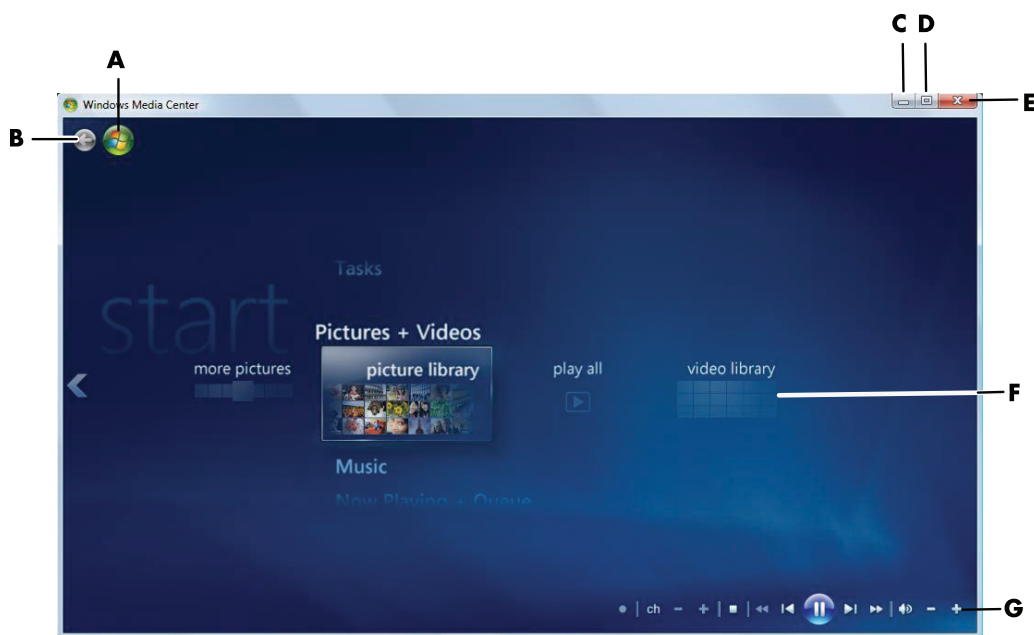 C D
A
Windows Media Center
E
B
Tasks
start
Pictures + Videos
more pictures
picture library
play all
video library
F
Music
Now Playing + Queue
ch
G